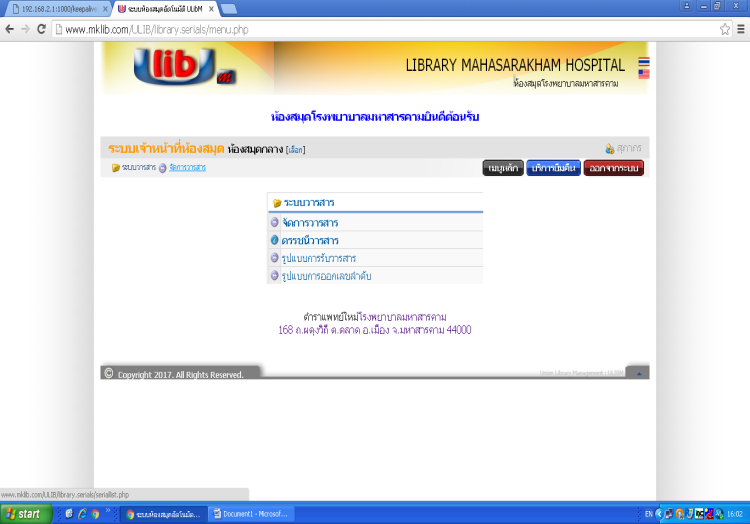 192.168.2.1:1000/keepalive
ระบบห้องสมุดอัตโนมัติ ULibM
www.mklib.com/ULIB/library.serials/menu.php
Ulib M
LIBRARY MAHASARAKHAM HOSPITAL
ห้องสมุดโรงพยาบาลมหาสารคาม
ห้องสมุดโรงพยาบาลมหาสารคามยินดีต้อนรับ
ระบบเจ้าหน้าที่ห้องสมุด ห้องสมุดกลาง [เลือก]
สุภากร
ระบบวารสาร จัดการวารสาร
เมนูหลัก บริการยืมคืน ออกจากระบบ
ระบบวารสาร
จัดการวารสาร
ดรรชนีวารสาร
รูปแบบการรับวารสาร
รูปแบบการออกเลขลำดับ
ตำราแพทย์ใหม่โรงพยาบาลมหาสารคาม
168 ถ.ผดุงวิถี ต.ตลาด อ.เมือง จ.มหาสารคาม 44000
© Copyright 2017. All Rights Reserved.
Union Library Management : ULIBM
www.mklib.com/ULIB/library.serials/seriallist.php
start
ระบบห้องสมุดอัตโนมัต...
Document1 - Microsof...
EN
16:02